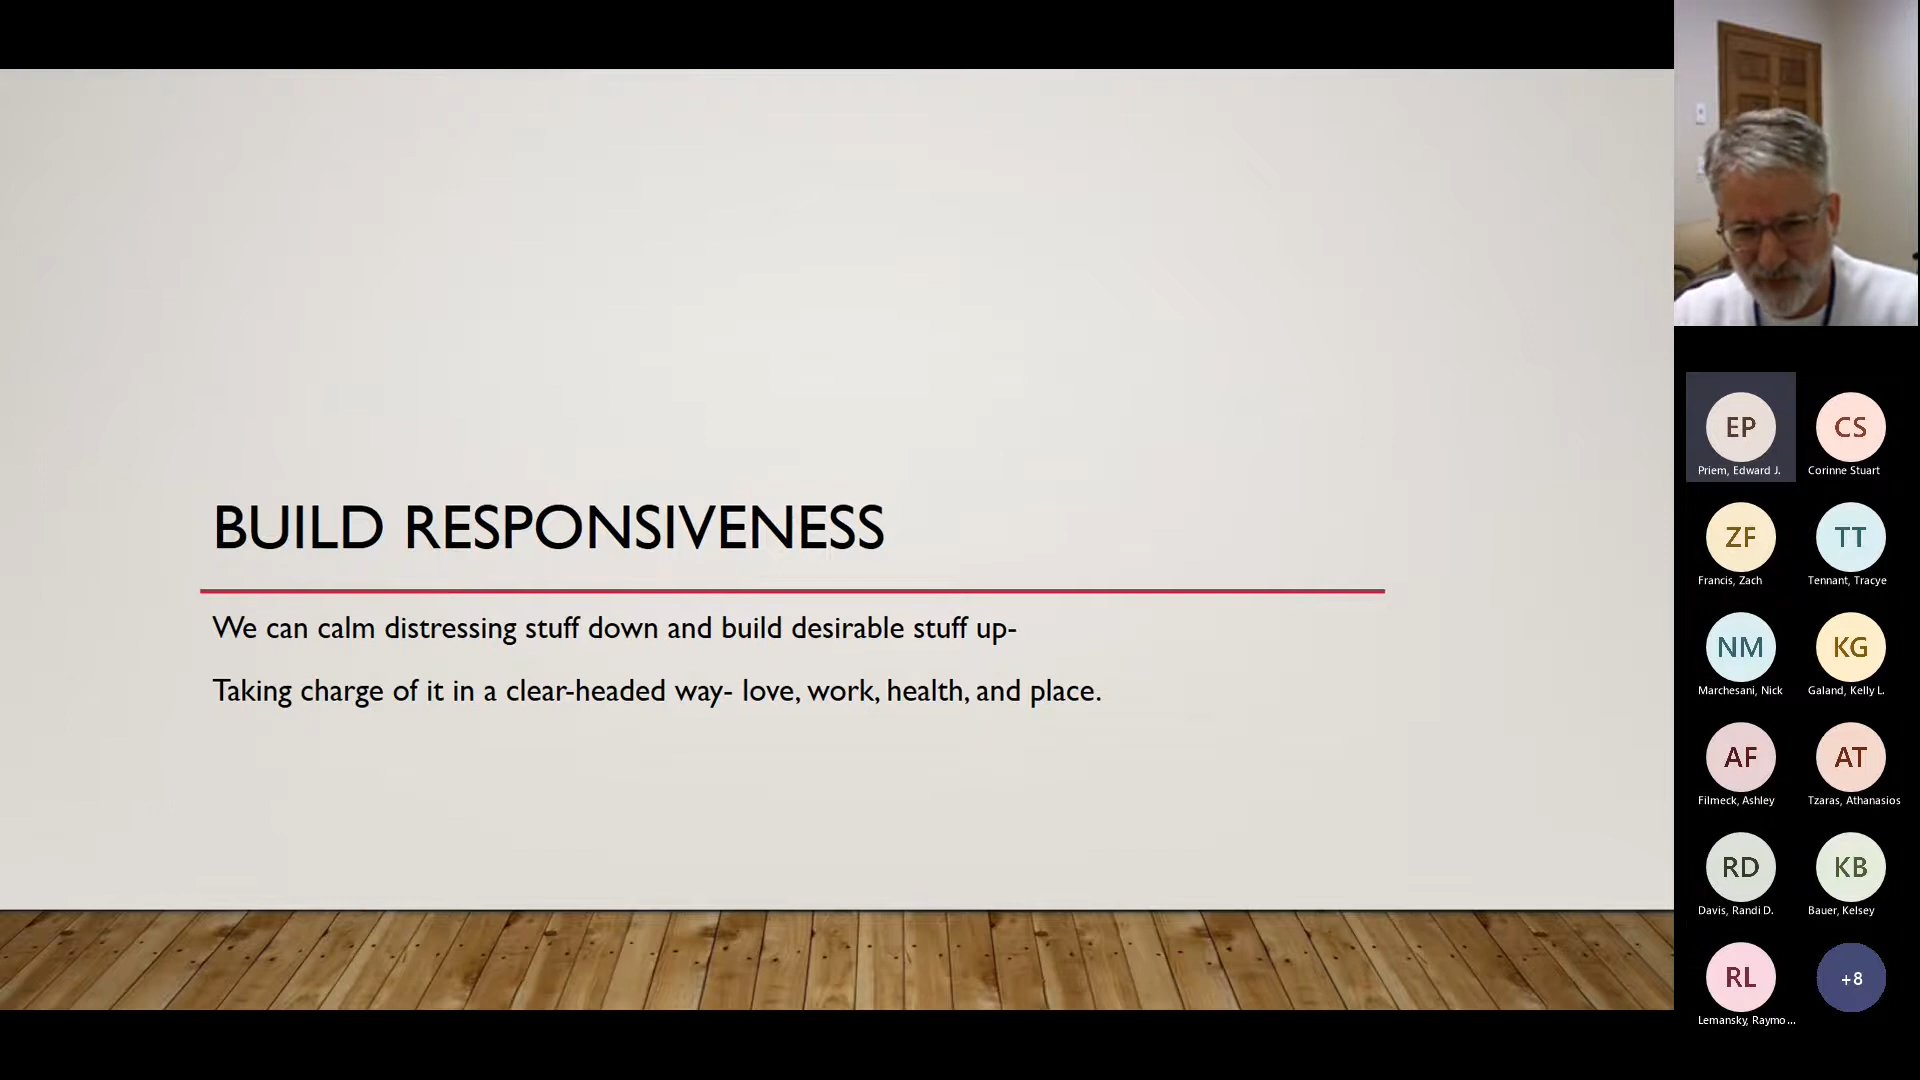 BUILD RESPONSIVENESS
We can calm distressing stuff down and build desirable stuff up-
Taking charge of it in a clear-headed way- love, work, health, and place.
EP
Priem, Edward J.
CS
Corinne Stuart
ZF
Francis, Zach
TT
Tennant, Tracye
NM
Marchesani, Nick
KG
Galand, Kelly L.
AF
Filmeck, Ashley
AT
Tzaras, Athanasios
RD
Davis, Randi D.
KB
Bauer, Kelsey
RL
Lemansky, Raymo...
+8